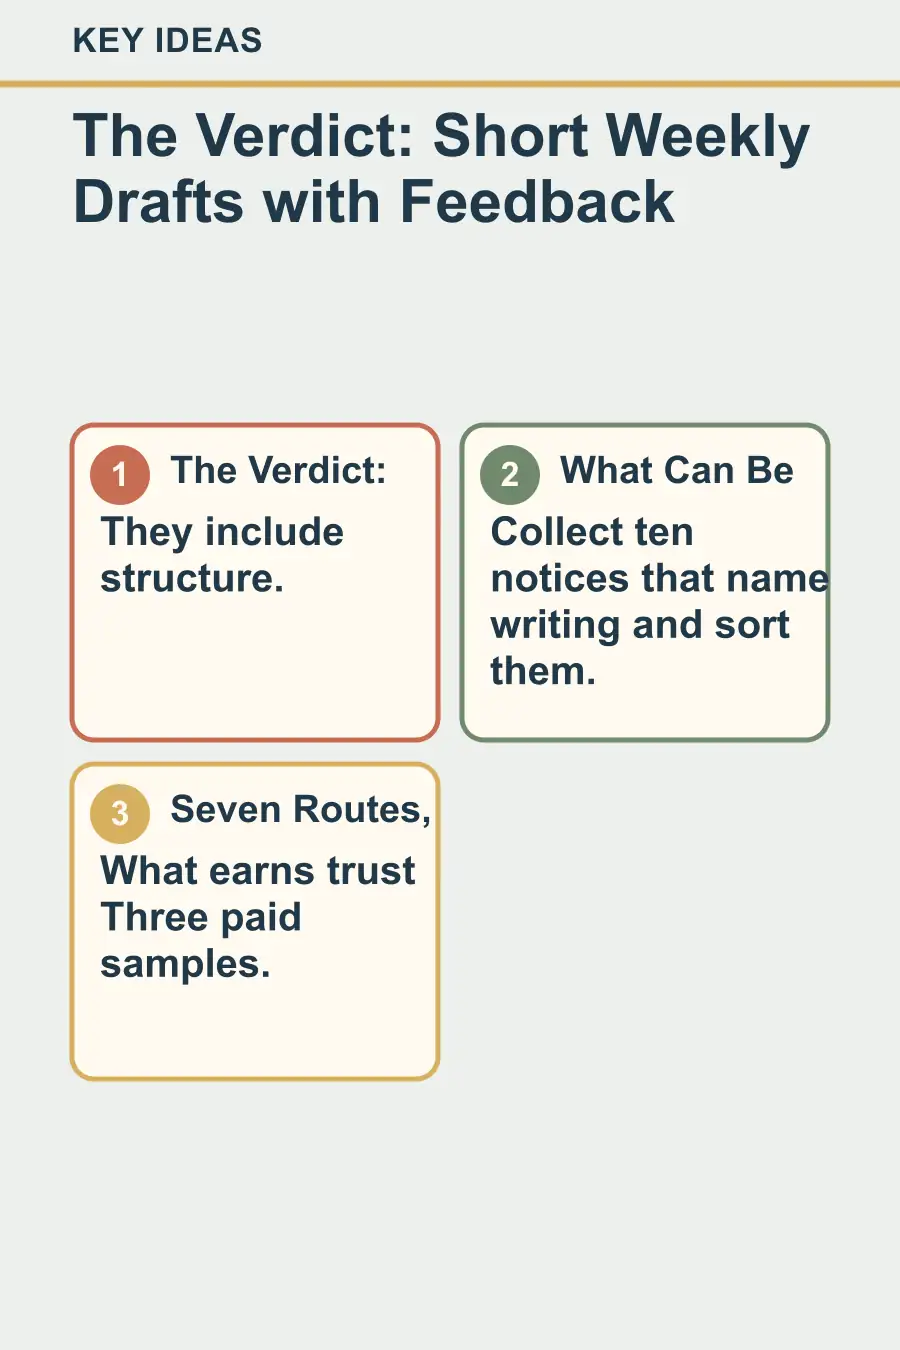 KEY IDEAS
The Verdict: Short Weekly
Drafts with Feedback
1 The Verdict:
They include
structure.
2 What Can Be
Collect ten
notices that name
writing and sort
them.
3 Seven Routes,
What earns trust
Three paid
samples.